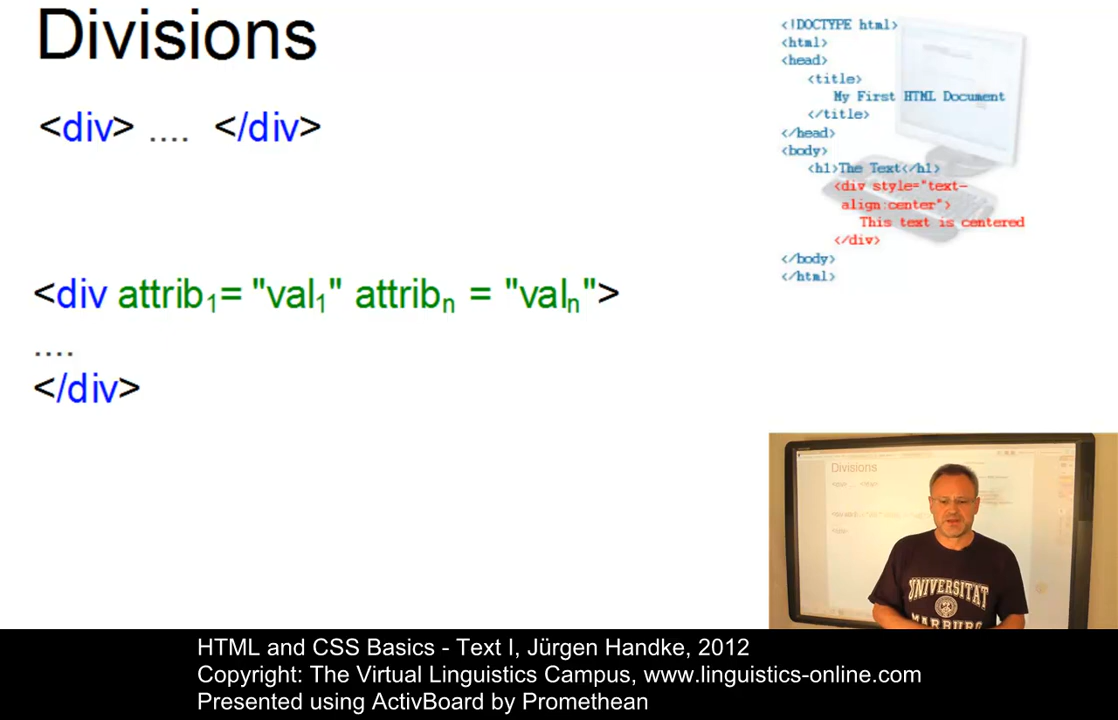 Divisions
<div> .... </div>
<div attrib1= "val1" attribn = "valn">
....
</div>
<!DOCTYPE html>
<html>
<head>
<title>
My First HTML Document
</title>
</head>
<body>
<h1>The Text</h1>
<div style="text-
align:center">
This text is centered
</div>
</body>
</html>
Divisions
UNIVERSITAT
MARBURG
HTML and CSS Basics - Text I, Jürgen Handke, 2012
Copyright: The Virtual Linguistics Campus, www.linguistics-online.com
Presented using ActivBoard by Promethean